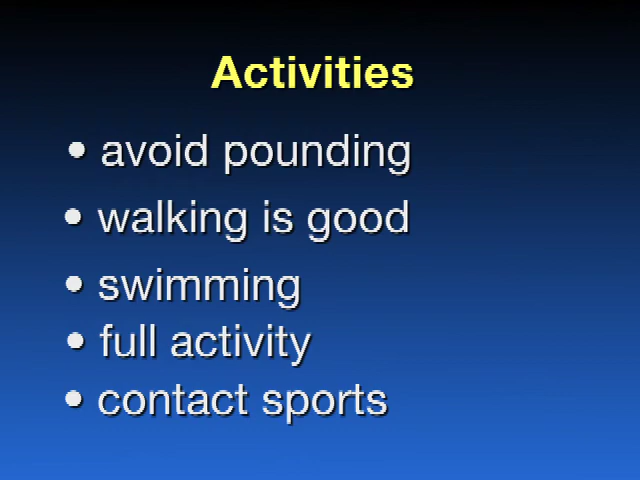 Activities
• avoid pounding
• walking is good
• swimming
• full activity
• contact sports